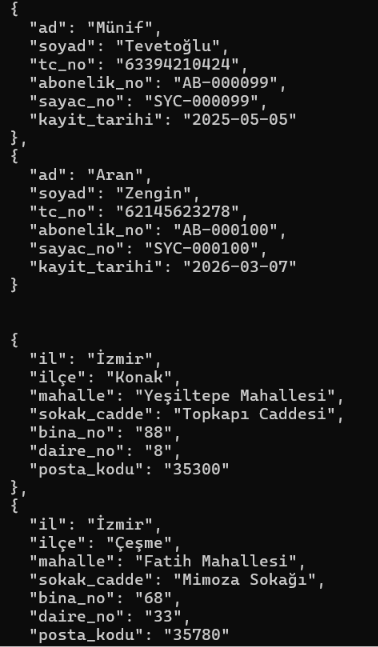 {
"ad": "Münif",
"soyad": "Tevetoğlu",
"tc_no": "63394210424",
"abonelik_no": "AB-000099",
"sayac_no": "SYC-000099",
"kayit_tarihi": "2025-05-05"
},
{
"ad": "Aran",
"soyad": "Zengin",
"tc_no": "62145623278",
"abonelik_no": "AB-000100",
"sayac_no": "SYC-000100",
"kayit_tarihi": "2026-03-07"
}
{
"il": "İzmir",
"ilçe": "Konak",
"mahalle": "Yeşiltepe Mahallesi",
"sokak_cadde": "Topkapı Caddesi",
"bina_no": "88",
"daire_no": "8",
"posta_kodu": "35300"
},
{
"il": "İzmir",
"ilçe": "Çeşme",
"mahalle": "Fatih Mahallesi",
"sokak_cadde": "Mimoza Sokağı",
"bina_no": "68",
"daire_no": "33",
"posta_kodu": "35780"